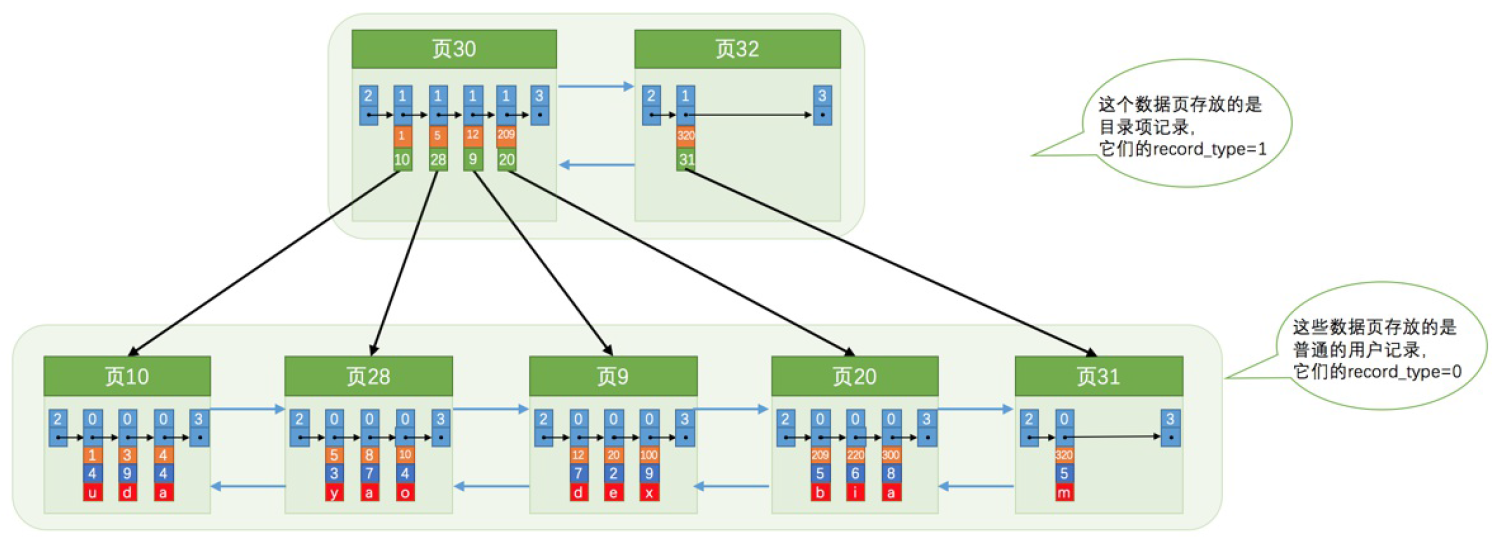 页30
页32
2 1 1 1 1 3
2 1 3
1 5 12 209
320
10 28 9 20
31
这个数据页存放的是
目录项记录,
它们的record_type=1
页10
页28
页9
页20
页31
2 0 0 0 3
2 0 0 0 3
2 0 0 0 3
2 0 0 0 3
2 0 3
1 3 4
5 8 10
12 20 100
209 220 300
320
4 9 4
3 7 4
7 2 9
5 6 8
5
u d a
y a o
d e x
b i a
m
这些数据页存放的是
普通的用户记录,
它们的record_type=0